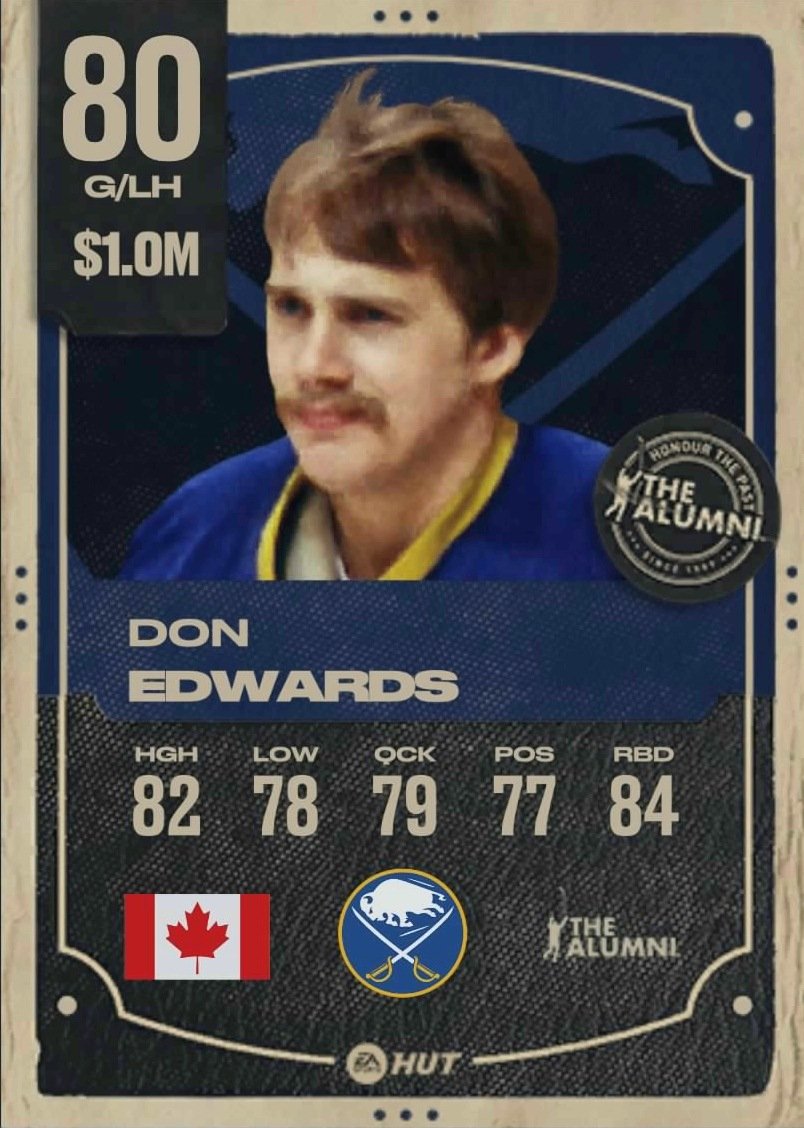 80
G/LH
$1.0M
HONOUR THE PAST
THE
ALUMNI
DON
EDWARDS
HGH LOW QCK POS RBD
82 78 79 77 84
THE
ALUMNI
EA
HUT